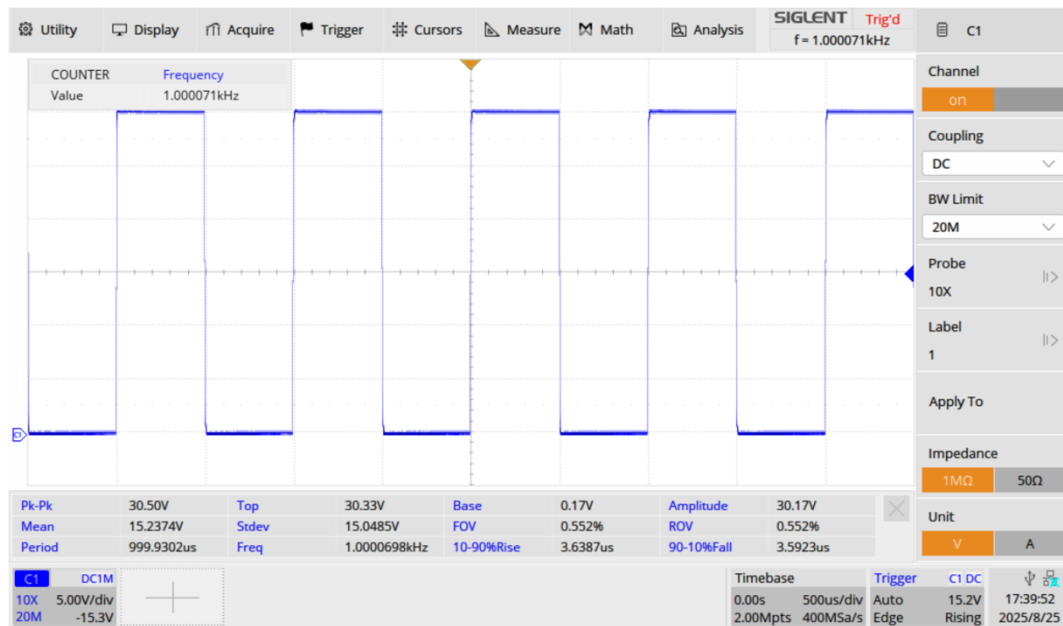 Utility Display Acquire Trigger Cursors Measure Math Analysis SIGLENT Trig'd
f = 1.000071kHz
C1
COUNTER Frequency
Value 1.000071kHz
Channel
on
Coupling
DC
BW Limit
20M
Probe
10X
Label
1
Apply To
Impedance
1MΩ 50Ω
Unit
V A
C1
Pk-Pk 30.50V Top 30.33V Base 0.17V Amplitude 30.17V
Mean 15.2374V Stdev 15.0485V FOV 0.552% ROV 0.552%
Period 999.9302us Freq 1.0000698kHz 10-90%Rise 3.6387us 90-10%Fall 3.5923us
C1 DC1M
10X 5.00V/div
20M -15.3V
Timebase
0.00s 500us/div
2.00Mpts 400MSa/s
Trigger C1 DC
Auto 15.2V
Edge Rising
17:39:52
2025/8/25